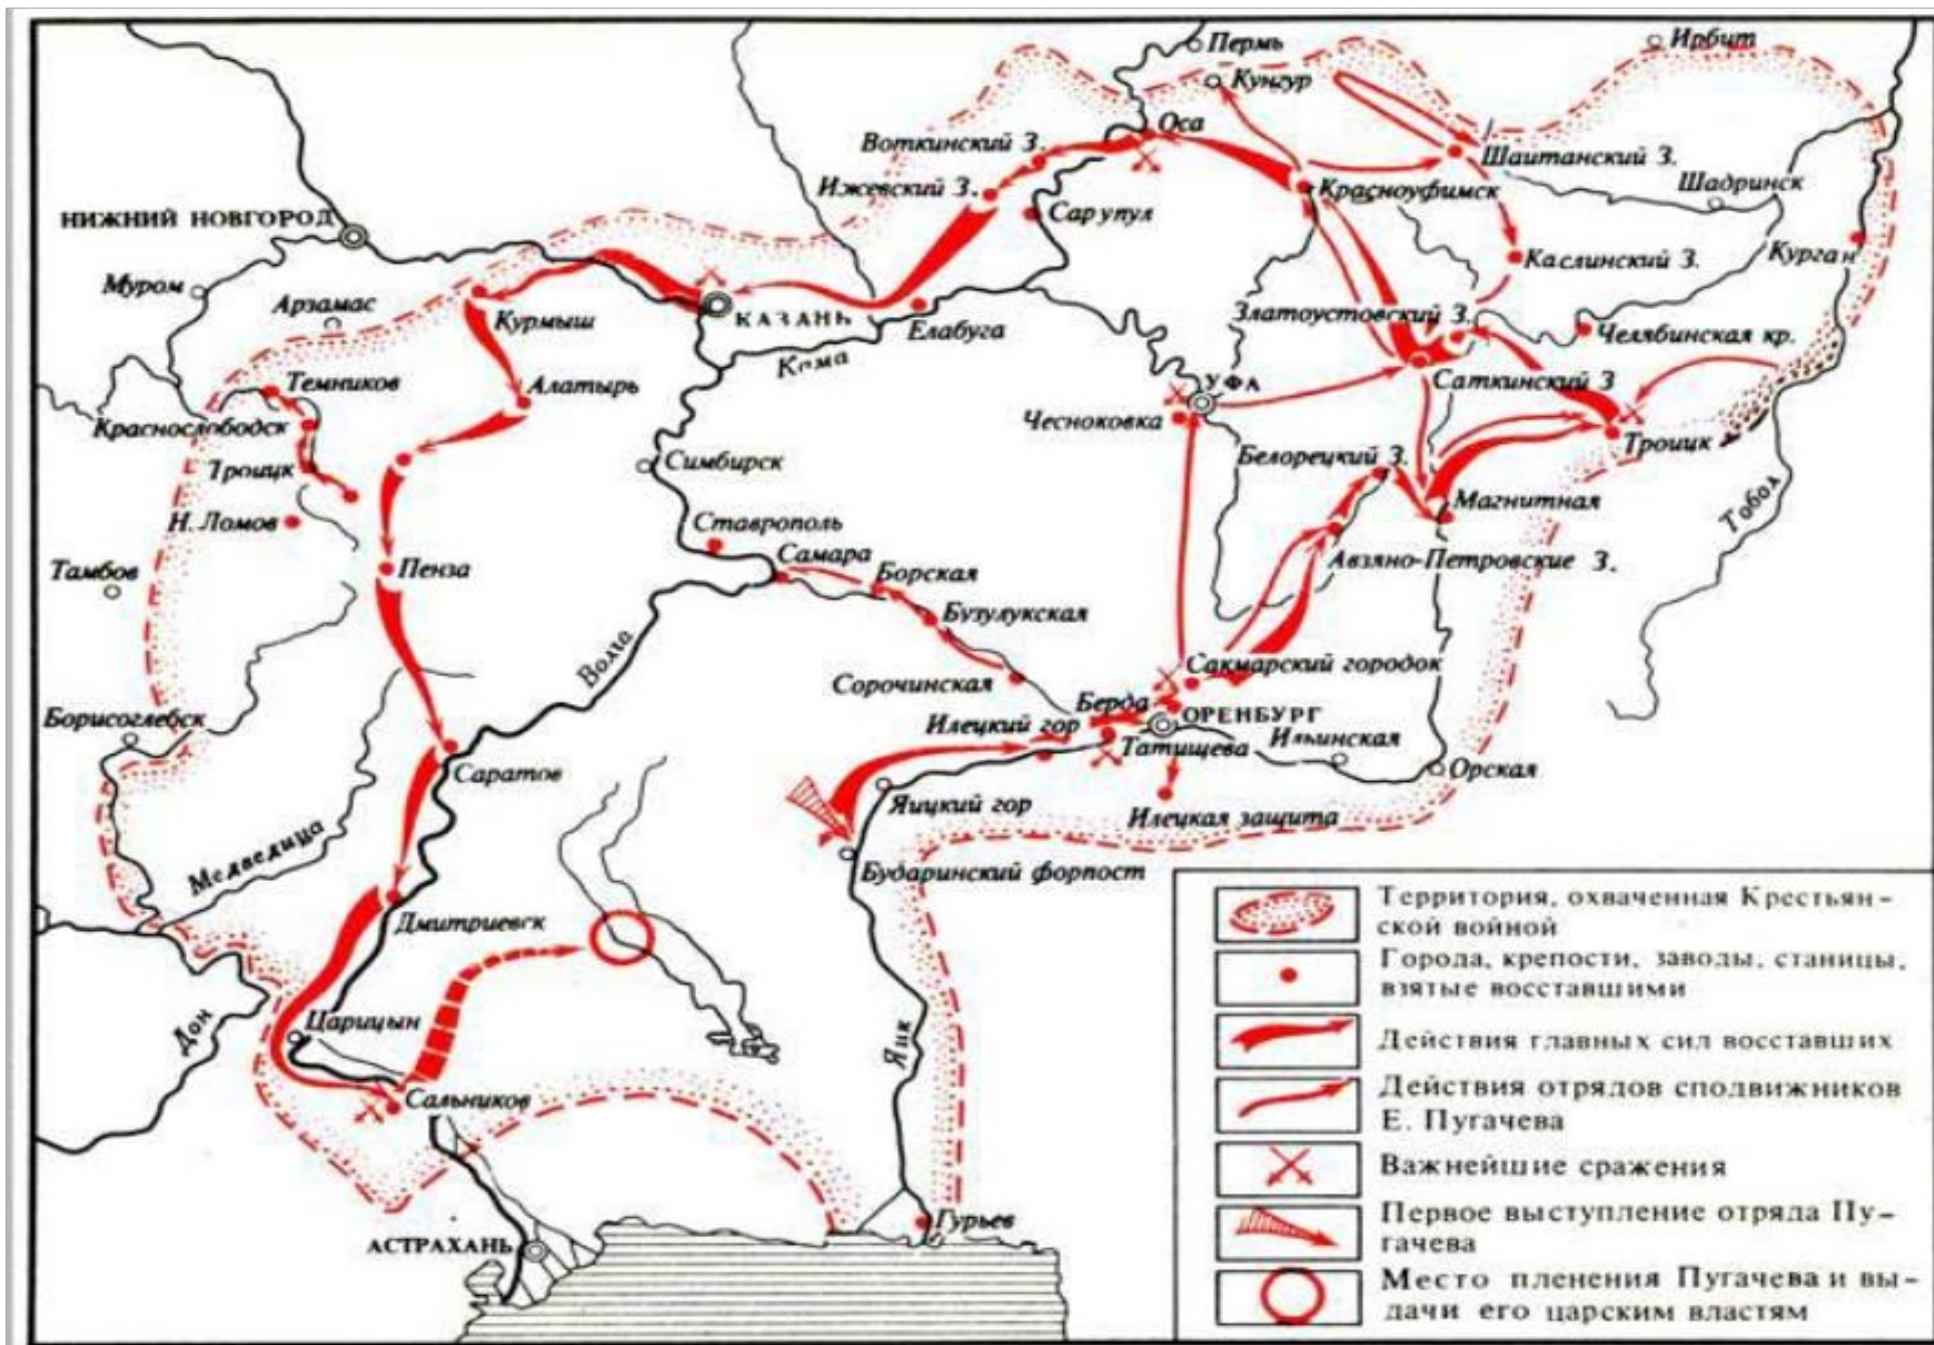 Пермь
Ирбит
Кунгур
Оса
Воткинский З.
Шаитанский З.
Ижевский З.
Красноуфимск
Шадринск
Сарупул
НИЖНИЙ НОВГОРОД
Каслинский З.
Курган
Муром
Арзамас
Курмыш
КАЗАНЬ
Елабуга
Златоустовский З.
Челябинская кр.
Кама
Темников
Алатырь
УФА
Саткинский З
Краснослободск
Чесноковка
Троицк
Троицк
Симбирск
Белорецкий З.
Магнитная
Н. Ломов
Ставрополь
Тобол
Тамбов
Пенза
Самара
Борская
Авзяно-Петровские З.
Бузулукская
Волга
Сакмарский городок
Сорочинская
Берда
Борисоглебск
Илецкий гор
ОРЕНБУРГ
Татищева
Ильинская
Саратов
Орская
Яицкий гор
Илецкая защита
Медведица
Бударинский форпост
Дмитриевск
Дон
Царицын
Яик
Сальников
Гурьев
АСТРАХАНЬ
Территория, охваченная Крестьян-
ской войной
Города, крепости, заводы, станицы,
взятые восставшими
Действия главных сил восставших
Действия отрядов сподвижников
Е. Пугачева
Важнейшие сражения
Первое выступление отряда Пу-
гачева
Место пленения Пугачева и вы-
дачи его царским властям